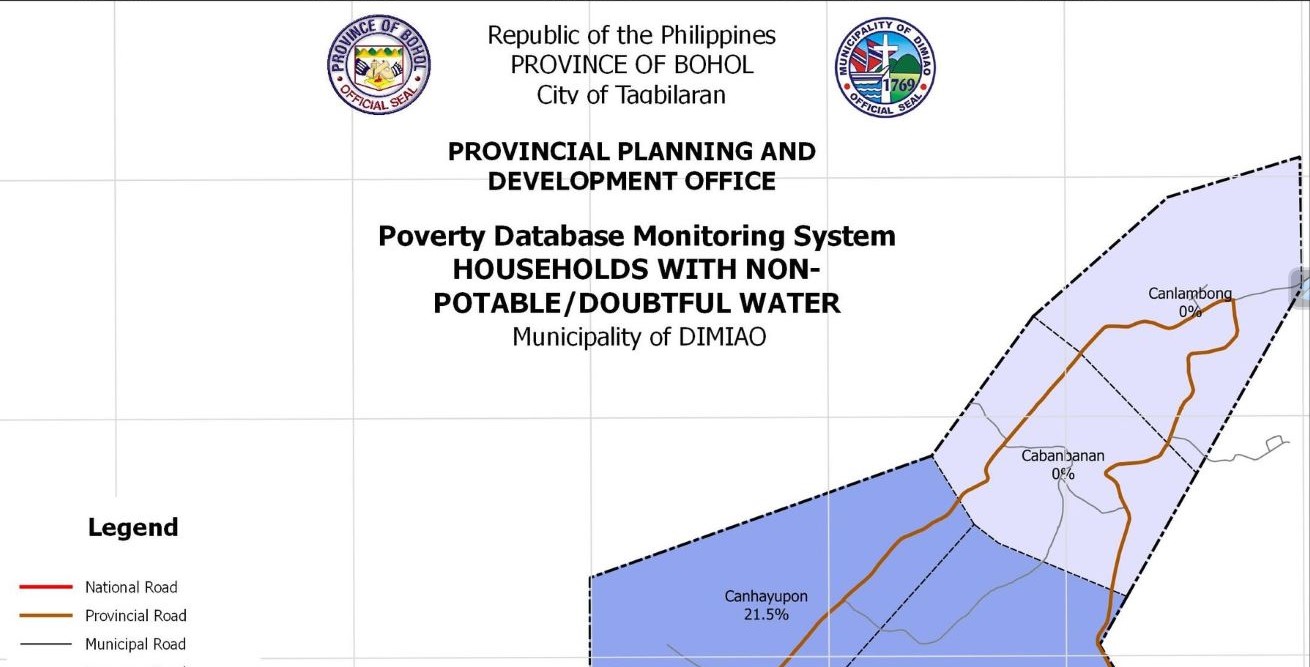 PROVINCE OF BOHOL
OFFICIAL SEAL
Republic of the Philippines
PROVINCE OF BOHOL
City of Tagbilaran
MUNICIPALITY OF DIMIAO
1769
OFFICIAL SEAL
PROVINCIAL PLANNING AND
DEVELOPMENT OFFICE
Poverty Database Monitoring System
HOUSEHOLDS WITH NON-
POTABLE/DOUBTFUL WATER
Municipality of DIMIAO
Canlambong
0%
Cabanbanan
0%
Canhayupon
21.5%
Legend
National Road
Provincial Road
Municipal Road